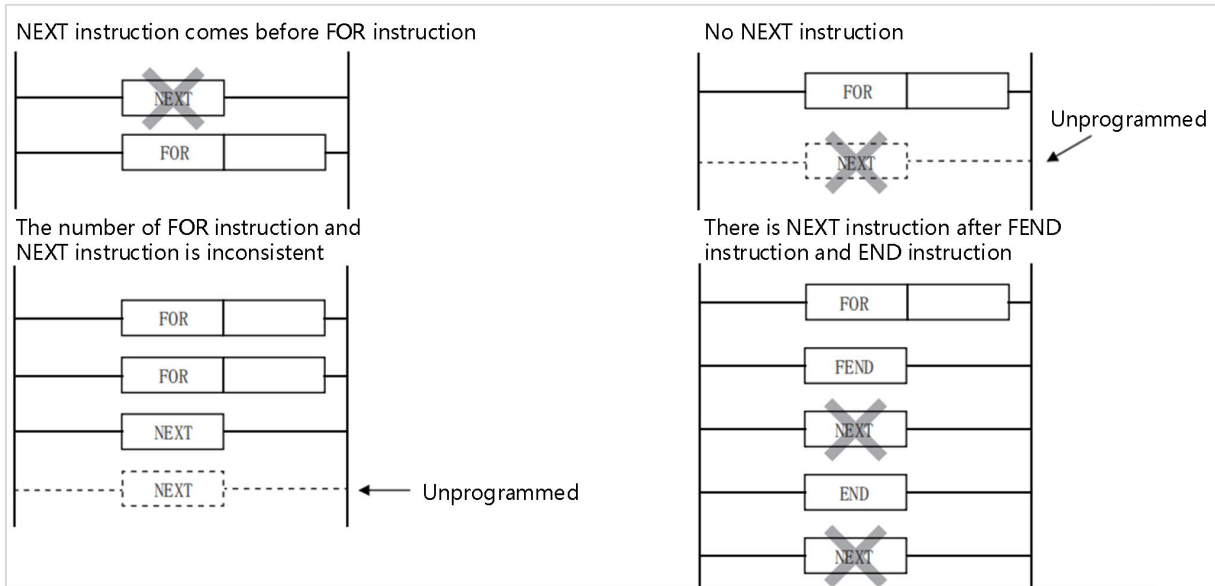 NEXT instruction comes before FOR instruction
NEXT
FOR
No NEXT instruction
FOR
Unprogrammed
NEXT
The number of FOR instruction and
NEXT instruction is inconsistent
FOR
FOR
NEXT
NEXT
Unprogrammed
There is NEXT instruction after FEND
instruction and END instruction
FOR
FEND
NEXT
END
NEXT